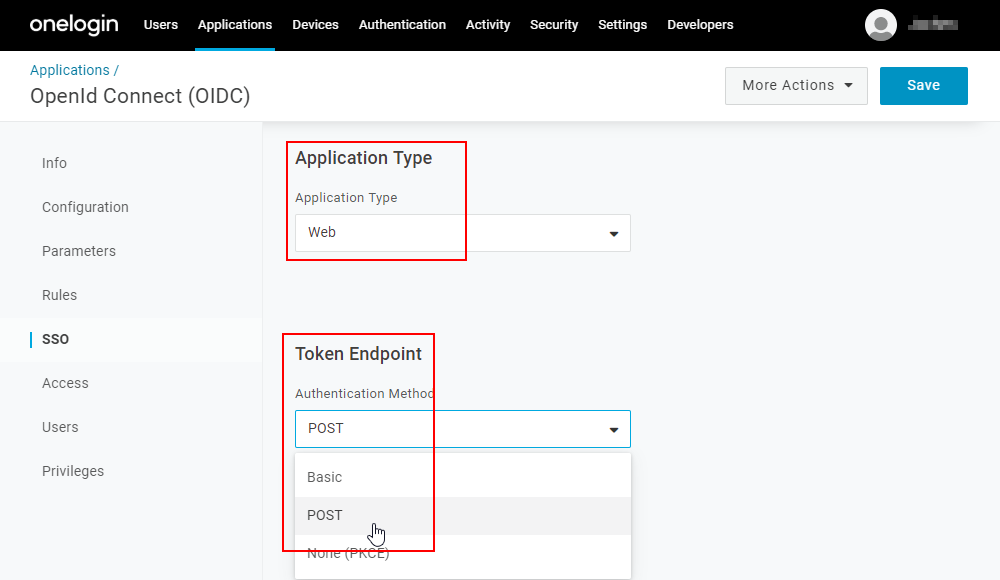 onelogin Users Applications Devices Authentication Activity Security Settings Developers
Applications /
OpenId Connect (OIDC)
More Actions
Save
Info
Configuration
Parameters
Rules
SSO
Access
Users
Privileges
Application Type
Application Type
Web
Token Endpoint
Authentication Method
POST
Basic
POST
None (PKCE)